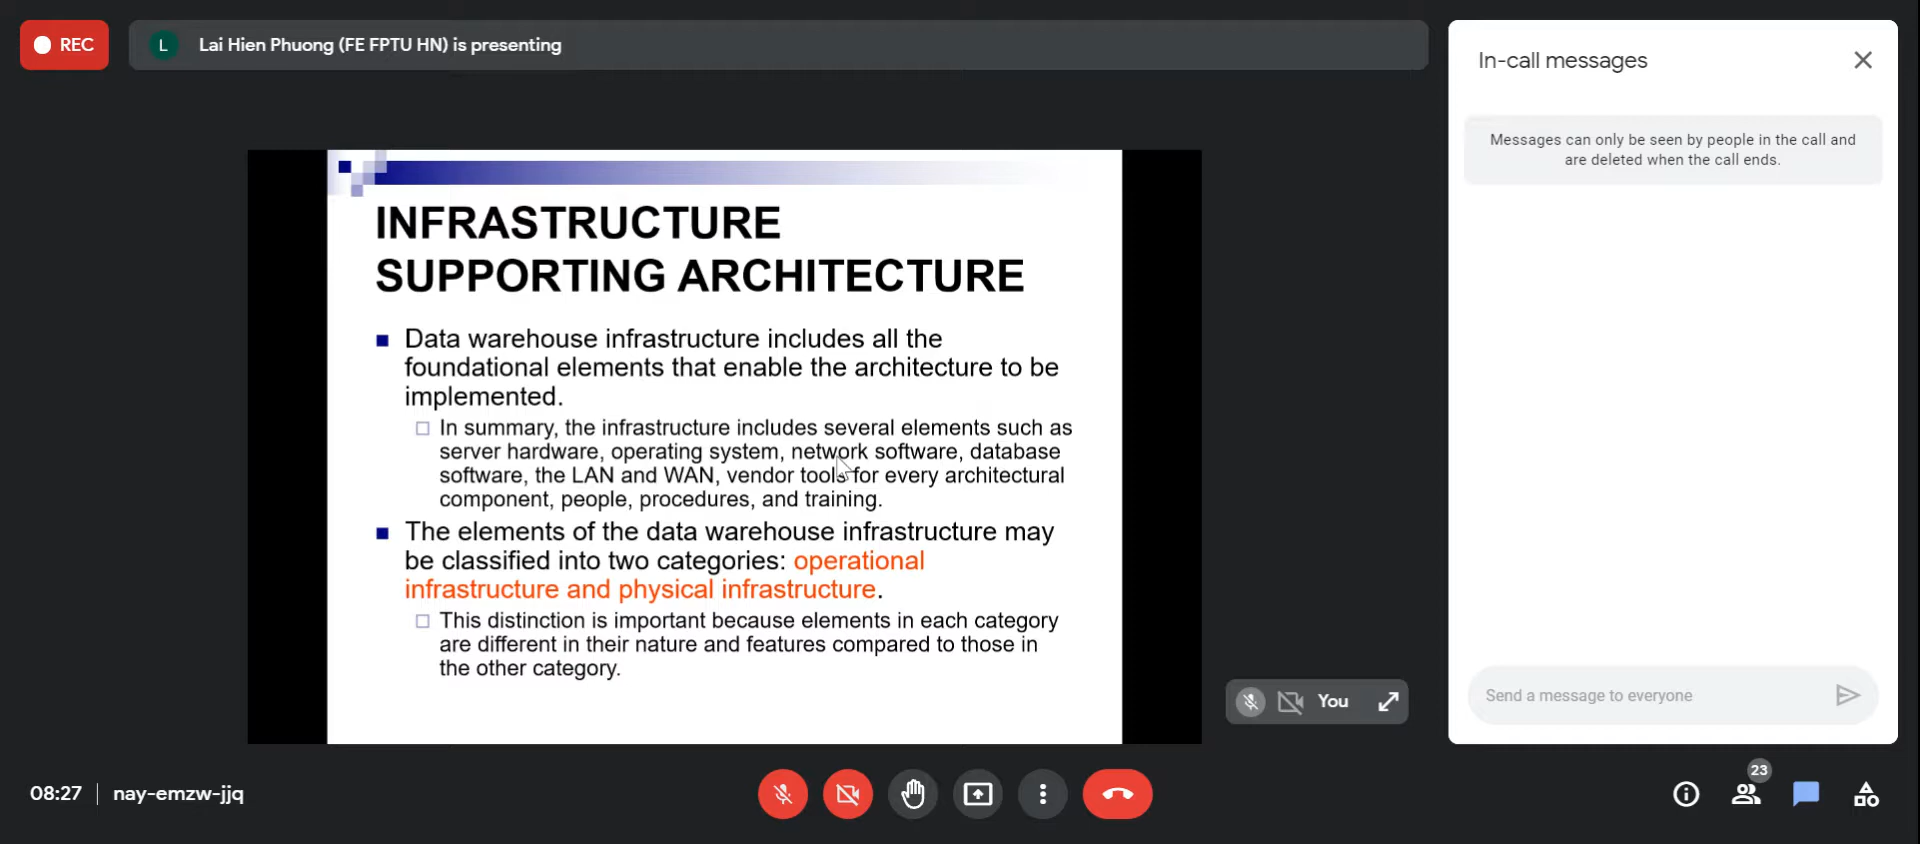 REC
L
Lai Hien Phuong (FE FPTU HN) is presenting
INFRASTRUCTURE
SUPPORTING ARCHITECTURE
Data warehouse infrastructure includes all the
foundational elements that enable the architecture to be
implemented.
In summary, the infrastructure includes several elements such as
server hardware, operating system, network software, database
software, the LAN and WAN, vendor tools for every architectural
component, people, procedures, and training.
The elements of the data warehouse infrastructure may
be classified into two categories: operational
infrastructure and physical infrastructure.
This distinction is important because elements in each category
are different in their nature and features compared to those in
the other category.
You
In-call messages
Messages can only be seen by people in the call and
are deleted when the call ends.
Send a message to everyone
08:27
nay-emzw-jjq
23